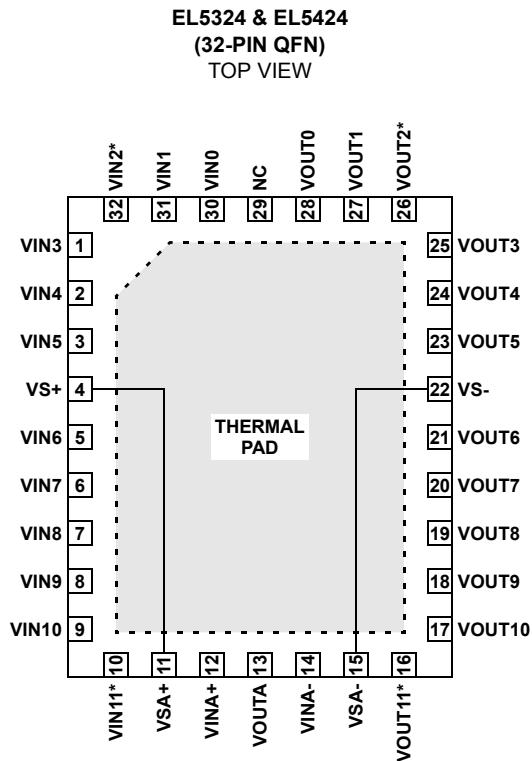 EL5324 & EL5424
(32-PIN QFN)
TOP VIEW
VIN2*
VIN1
VIN0
NC
VOUT0
VOUT1
VOUT2*
32
31
30
29
28
27
26
VIN3 1
VIN4 2
VIN5 3
VS+ 4
VIN6 5
VIN7 6
VIN8 7
VIN9 8
VIN10 9
THERMAL
PAD
25 VOUT3
24 VOUT4
23 VOUT5
22 VS-
21 VOUT6
20 VOUT7
19 VOUT8
18 VOUT9
17 VOUT10
VIN11* 10
VSA+ 11
VINA+ 12
VOUTA 13
VINA- 14
VSA- 15
VOUT11* 16